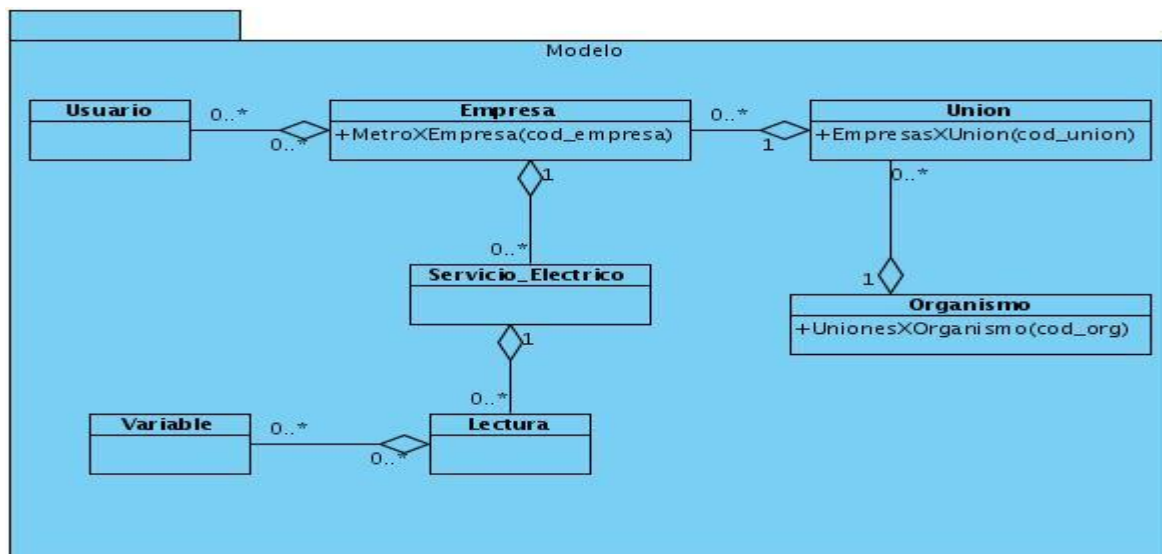 Modelo
Usuario
0..*
0..*
Empresa
+MetroXEmpresa(cod_empresa)
0..*
1
Union
+EmpresasXUnion(cod_union)
1
0..*
0..*
1
Servicio_Electrico
Organismo
+UnionesXOrganismo(cod_org)
1
0..*
Variable
0..*
0..*
Lectura